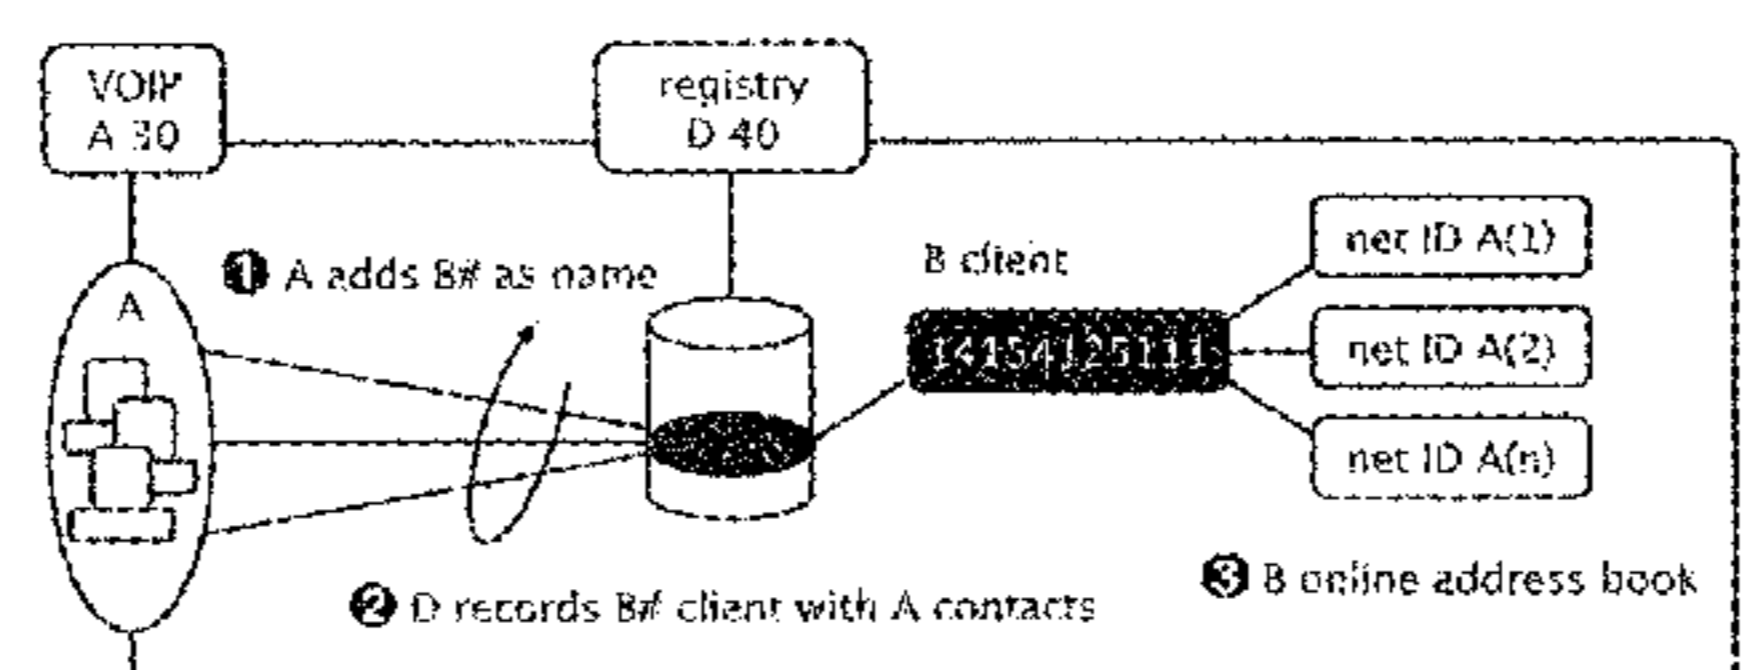 VOIP
A 30
registry
D 40
❶ A adds B# as name
B client
net ID A(1)
A
14154125111
net ID A(2)
net ID A(n)
❸ B online address book
❷ D records B# client with A contacts